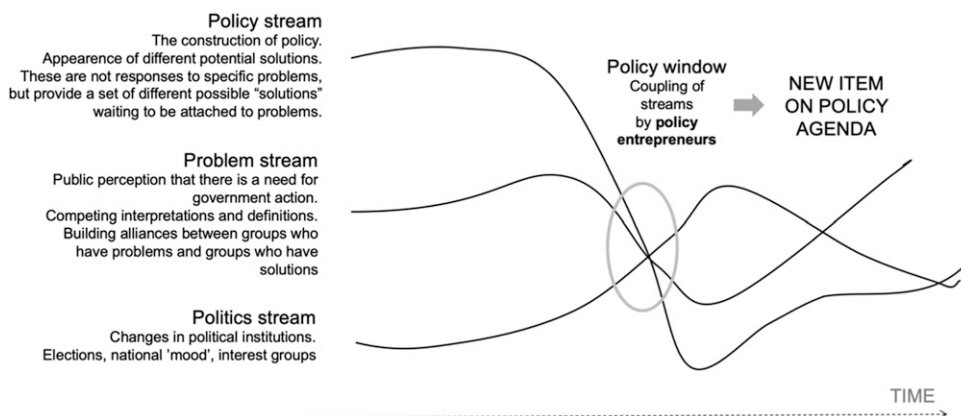 Policy stream
The construction of policy.
Appearence of different potential solutions.
These are not responses to specific problems,
but provide a set of different possible “solutions”
waiting to be attached to problems.
Problem stream
Public perception that there is a need for
government action.
Competing interpretations and definitions.
Building alliances between groups who
have problems and groups who have
solutions
Politics stream
Changes in political institutions.
Elections, national 'mood', interest groups
Policy window
Coupling of
streams
by policy
entrepreneurs
NEW ITEM
ON POLICY
AGENDA
TIME